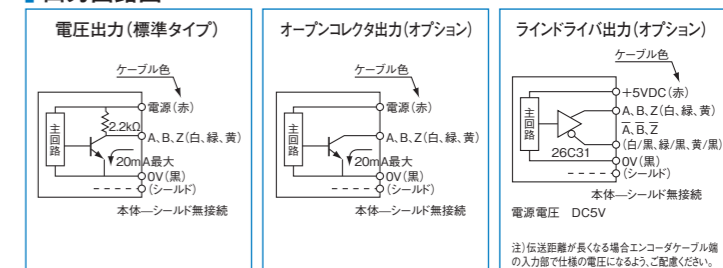 電圧出力（標準タイプ）
ケーブル色
電源（赤）
2.2kΩ
主回路
A、B、Z（白、緑、黄）
20mA最大
0V（黒）
（シールド）
本体―シールド無接続
オープンコレクタ出力（オプション）
ケーブル色
電源（赤）
主回路
A、B、Z（白、緑、黄）
20mA最大
0V（黒）
（シールド）
本体―シールド無接続
ラインドライバ出力（オプション）
ケーブル色
+5VDC（赤）
主回路
A、B、Z（白、緑、黄）
A̅、B̅、Z̅
（白/黒、緑/黒、黄/黒）
26C31
0V（黒）
（シールド）
本体―シールド無接続
電源電圧 DC5V
注）伝送距離が長くなる場合エンコーダケーブル端
の入力部で仕様の電圧になるよう、ご配慮ください。